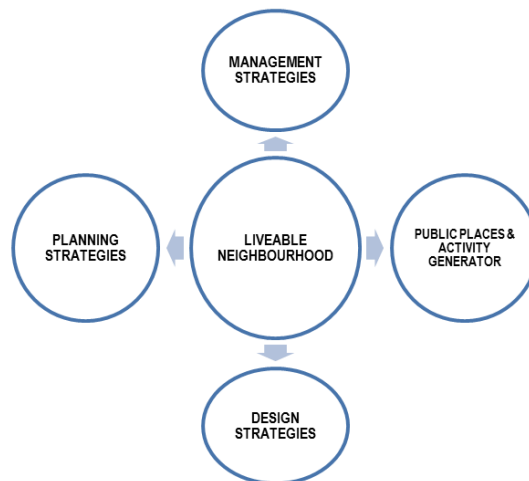 MANAGEMENT
STRATEGIES
PLANNING
STRATEGIES
LIVEABLE
NEIGHBOURHOOD
PUBLIC PLACES &
ACTIVITY
GENERATOR
DESIGN
STRATEGIES